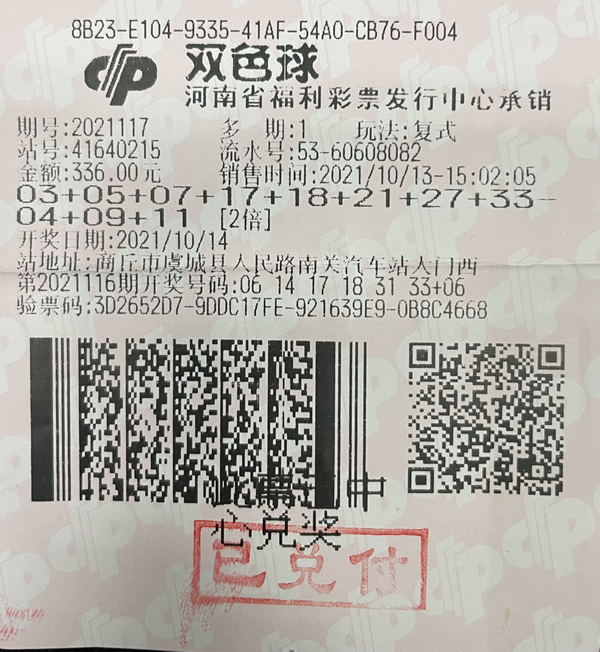 8B23-E104-9335-41AF-54A0-CB76-F004
双色球
河南省福利彩票发行中心承销
期号:2021117 多 期:1 玩法:复式
站号:41640215 流水号:53-60608082
金额:336.00元 销售时间:2021/10/13-15:02:05
03+05+07+17+18+21+27+33-
04+09+11 [2倍]
开奖日期:2021/10/14
站地址:商丘市虞城县人民路南关汽车站大门西
第2021116期开奖号码:06 14 17 18 31 33+06
验票码:3D2652D7-9DDC17FE-921639E9-0B8C4668
中
心兑奖
已兑付